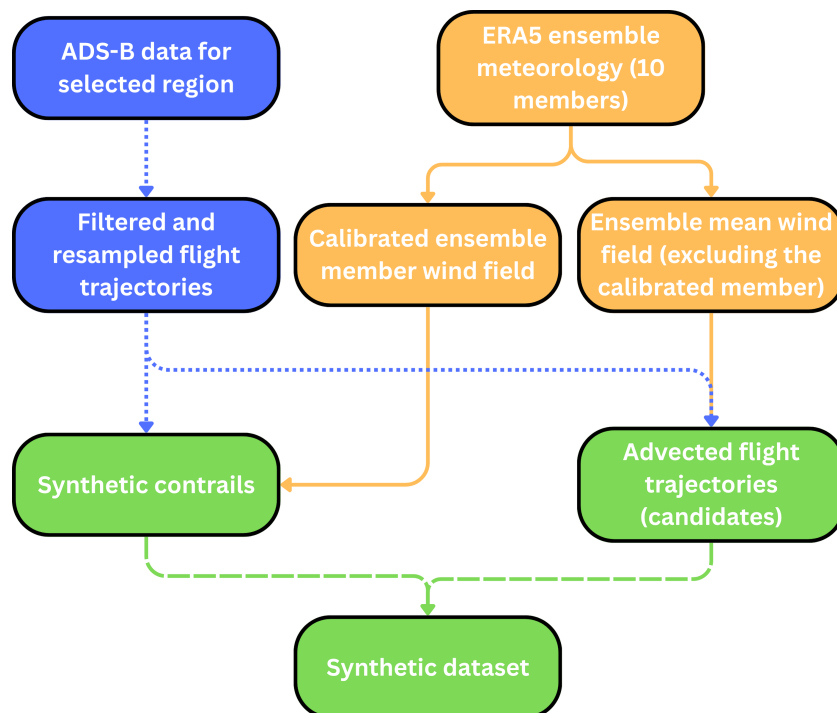 ADS-B data for
selected region
ERA5 ensemble
meteorology (10
members)
Filtered and
resampled flight
trajectories
Calibrated ensemble
member wind field
Ensemble mean wind
field (excluding the
calibrated member)
Synthetic contrails
Advected flight
trajectories
(candidates)
Synthetic dataset